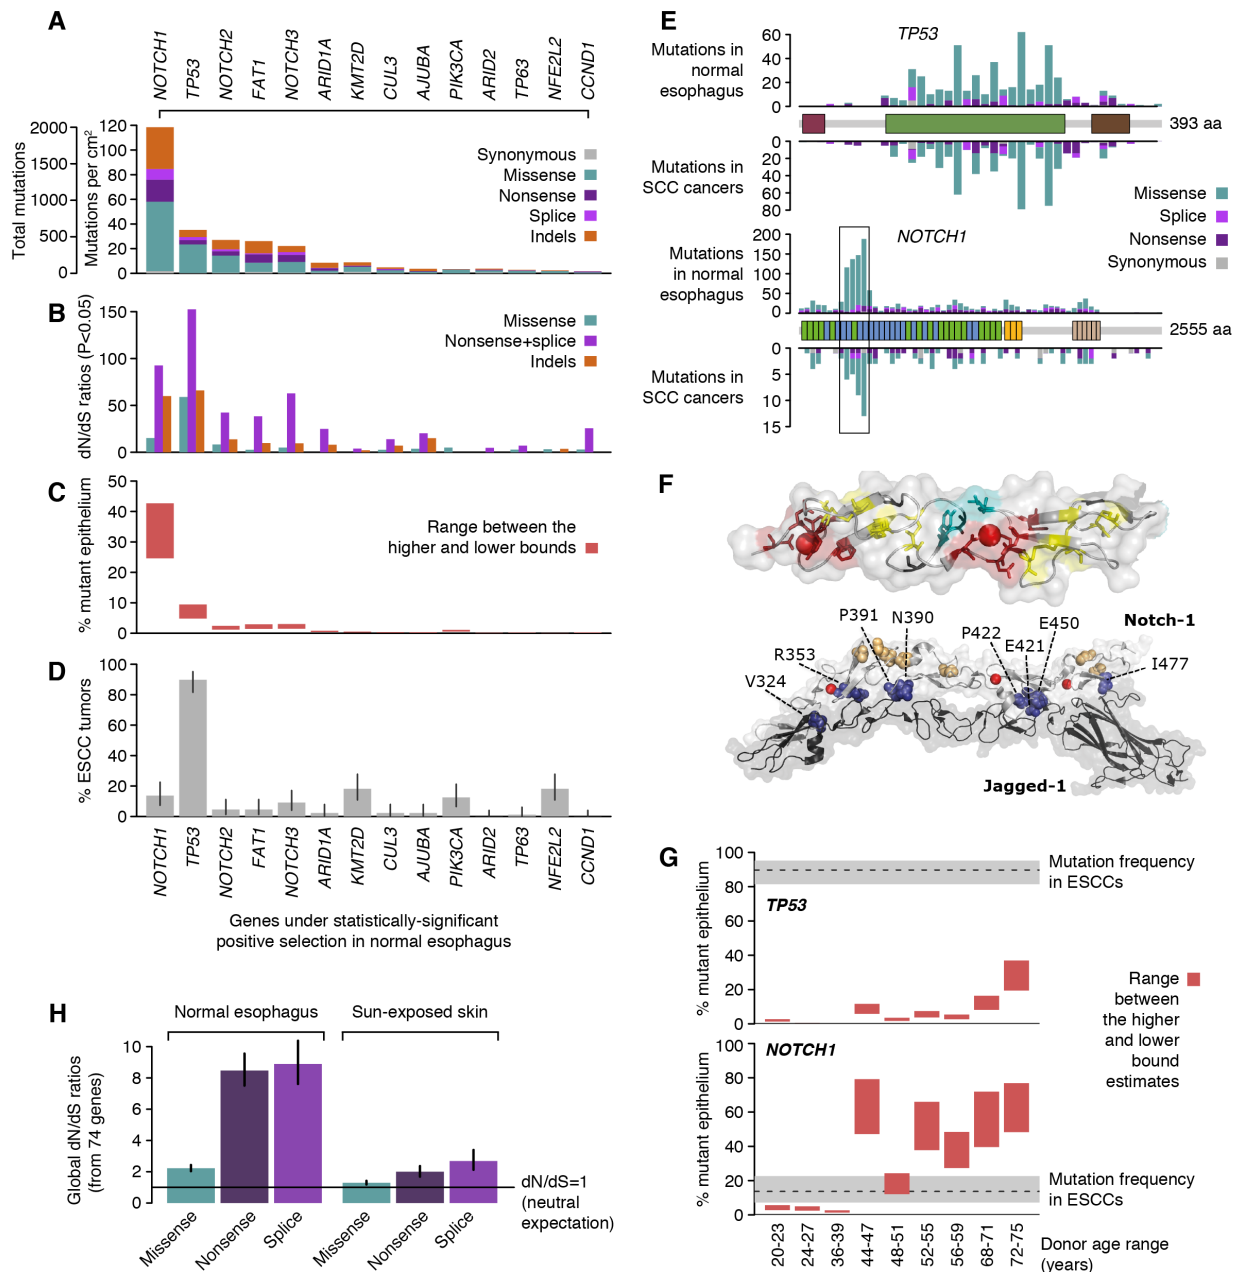 A
NOTCH1
TP53
NOTCH2
FAT1
NOTCH3
ARID1A
KMT2D
CUL3
AJUBA
PIK3CA
ARID2
TP63
NFE2L2
CCND1
Total mutations
2000
1500
1000
500
0
Mutations per cm²
120
100
80
60
40
20
0
Synonymous
Missense
Nonsense
Splice
Indels
B
dN/dS ratios (P<0.05)
150
100
50
0
Missense
Nonsense+splice
Indels
C
% mutant epithelium
50
40
30
20
10
0
Range between the
higher and lower bounds
D
% ESCC tumors
100
80
60
40
20
0
NOTCH1
TP53
NOTCH2
FAT1
NOTCH3
ARID1A
KMT2D
CUL3
AJUBA
PIK3CA
ARID2
TP63
NFE2L2
CCND1
Genes under statistically-significant
positive selection in normal esophagus
E
TP53
Mutations in
normal
esophagus
60
40
20
0
393 aa
Mutations in
SCC cancers
0
20
40
60
80
Missense
Splice
Nonsense
Synonymous
NOTCH1
Mutations
in normal
esophagus
200
150
100
50
0
2555 aa
Mutations in
SCC cancers
0
5
10
15
F
P391
N390
P422
E421
E450
Notch-1
R353
V324
I477
Jagged-1
G
% mutant epithelium
100
80
60
40
20
0
Mutation frequency
in ESCCs
TP53
Range
between
the higher
and lower
bound
estimates
% mutant epithelium
100
80
60
40
20
0
NOTCH1
Mutation frequency
in ESCCs
20-23
24-27
36-39
44-47
48-51
52-55
56-59
68-71
72-75
Donor age range
(years)
H
Normal esophagus
Sun-exposed skin
Global dN/dS ratios
(from 74 genes)
10
8
6
4
2
0
dN/dS=1
(neutral
expectation)
Missense
Nonsense
Splice
Missense
Nonsense
Splice